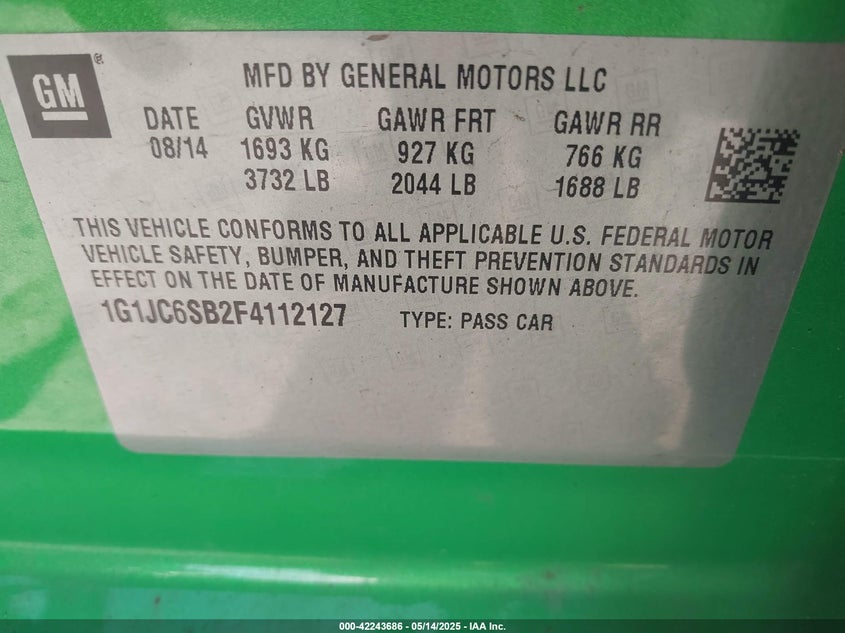 GM ®
MFD BY GENERAL MOTORS LLC
DATE GVWR GAWR FRT GAWR RR
08/14 1693 KG 927 KG 766 KG
3732 LB 2044 LB 1688 LB
THIS VEHICLE CONFORMS TO ALL APPLICABLE U.S. FEDERAL MOTOR
VEHICLE SAFETY, BUMPER, AND THEFT PREVENTION STANDARDS IN
EFFECT ON THE DATE OF MANUFACTURE SHOWN ABOVE.
1G1JC6SB2F4112127 TYPE: PASS CAR
000-42243686 - 05/14/2025 - IAA Inc.